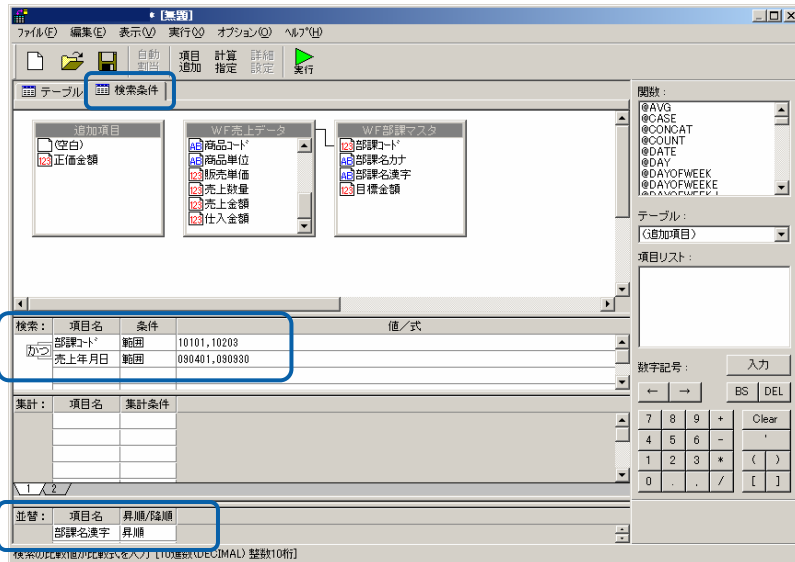 * [無題]
ファイル(F) 編集(E) 表示(V) 実行(X) オプション(O) ヘルプ(H)
自動割当 項目追加 計算指定 詳細設定 実行
テーブル 検索条件
追加項目
(空白)
正価金額
WF売上データ
商品コード
商品単位
販売単価
売上数量
売上金額
仕入金額
WF部課マスタ
部課コード
部課名カナ
部課名漢字
目標金額
検索: 項目名 条件 値/式
かつ
部課コード 範囲 10101,10203
売上年月日 範囲 090401,090930
集計: 項目名 集計条件
1 2
並替: 項目名 昇順/降順
部課名漢字 昇順
検索の比較値か比較式を入力 [10進数(DECIMAL) 整数10桁]
関数:
@AVG
@CASE
@CONCAT
@COUNT
@DATE
@DAY
@DAYOFWEEK
@DAYOFWEEKE
テーブル:
(追加項目)
項目リスト:
数字記号: 入力
← → BS DEL
7 8 9 + Clear
4 5 6 - '
1 2 3 * ( )
0 . , / [ ]